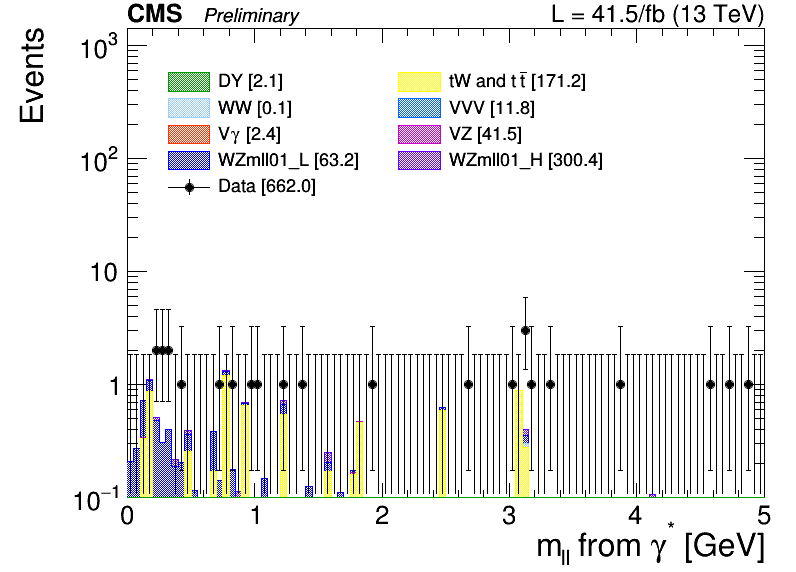 CMS Preliminary L = 41.5/fb (13 TeV)
Events
10³
10²
10
1
10⁻¹
DY [2.1]
WW [0.1]
Vγ [2.4]
WZmll01_L [63.2]
Data [662.0]
tW and t t̅ [171.2]
VVV [11.8]
VZ [41.5]
WZmll01_H [300.4]
0 1 2 3 4 5
m_ll from γ* [GeV]